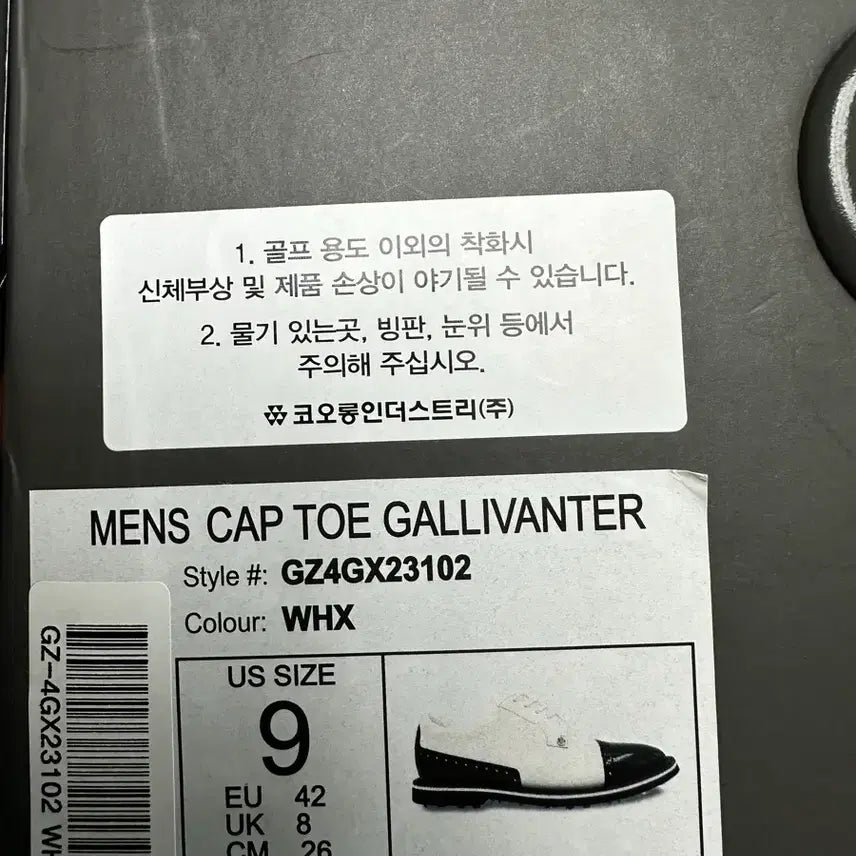 1. 골프 용도 이외의 착화시
신체부상 및 제품 손상이 야기될 수 있습니다.
2. 물기 있는곳, 빙판, 눈위 등에서
주의해 주십시오.
코오롱인더스트리(주)
MENS CAP TOE GALLIVANTER
Style #: GZ4GX23102
Colour: WHX
GZ-4GX23102
US SIZE
9
EU 42
UK 8
CM 26